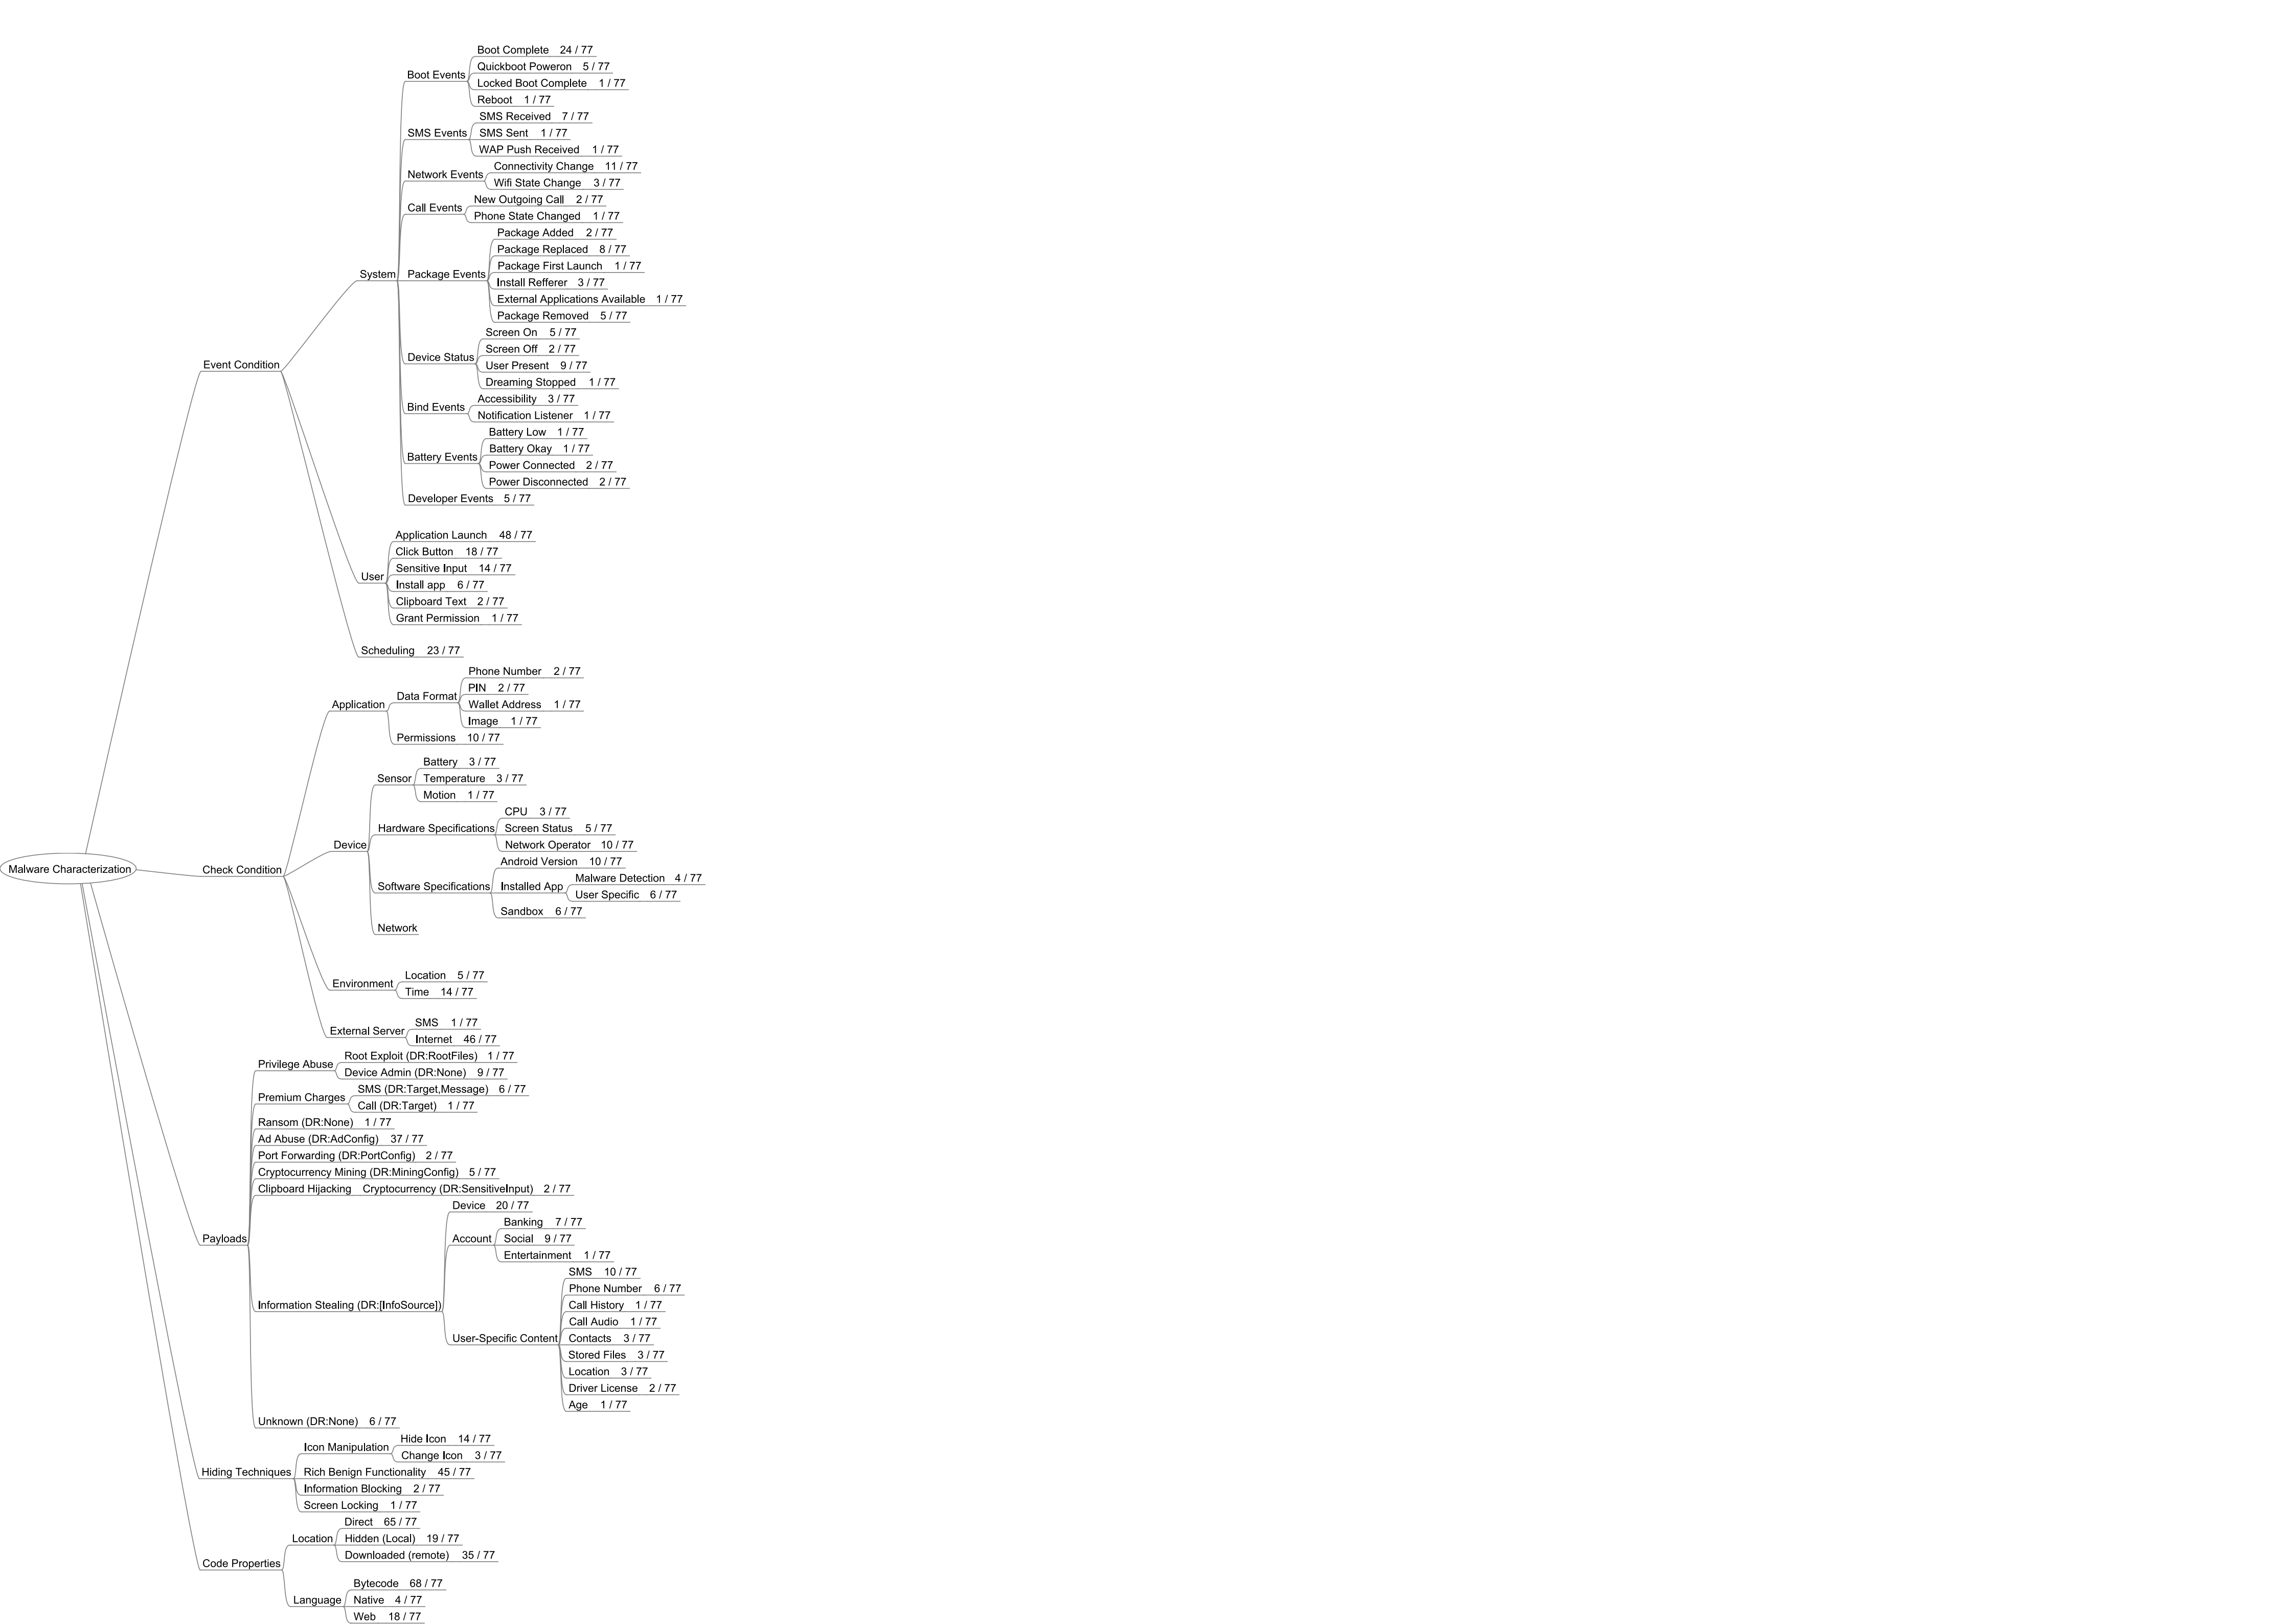 Boot Complete 24 / 77
Boot Events
Quickboot Poweron 5 / 77
Locked Boot Complete 1 / 77
Reboot 1 / 77
SMS Received 7 / 77
SMS Events
SMS Sent 1 / 77
WAP Push Received 1 / 77
Connectivity Change 11 / 77
Network Events
Wifi State Change 3 / 77
New Outgoing Call 2 / 77
Call Events
Phone State Changed 1 / 77
Package Added 2 / 77
Package Replaced 8 / 77
Package First Launch 1 / 77
System
Package Events
Install Refferer 3 / 77
External Applications Available 1 / 77
Package Removed 5 / 77
Screen On 5 / 77
Screen Off 2 / 77
Device Status
User Present 9 / 77
Event Condition
Dreaming Stopped 1 / 77
Accessibility 3 / 77
Bind Events
Notification Listener 1 / 77
Battery Low 1 / 77
Battery Okay 1 / 77
Battery Events
Power Connected 2 / 77
Power Disconnected 2 / 77
Developer Events 5 / 77
Application Launch 48 / 77
Click Button 18 / 77
Sensitive Input 14 / 77
User
Install app 6 / 77
Clipboard Text 2 / 77
Grant Permission 1 / 77
Scheduling 23 / 77
Phone Number 2 / 77
PIN 2 / 77
Data Format
Application
Wallet Address 1 / 77
Image 1 / 77
Permissions 10 / 77
Battery 3 / 77
Sensor
Temperature 3 / 77
Motion 1 / 77
CPU 3 / 77
Hardware Specifications
Screen Status 5 / 77
Device
Network Operator 10 / 77
Android Version 10 / 77
Malware Characterization
Check Condition
Malware Detection 4 / 77
Software Specifications
Installed App
User Specific 6 / 77
Sandbox 6 / 77
Network
Location 5 / 77
Environment
Time 14 / 77
SMS 1 / 77
External Server
Internet 46 / 77
Root Exploit (DR:RootFiles) 1 / 77
Privilege Abuse
Device Admin (DR:None) 9 / 77
SMS (DR:Target,Message) 6 / 77
Premium Charges
Call (DR:Target) 1 / 77
Ransom (DR:None) 1 / 77
Ad Abuse (DR:AdConfig) 37 / 77
Port Forwarding (DR:PortConfig) 2 / 77
Cryptocurrency Mining (DR:MiningConfig) 5 / 77
Clipboard Hijacking Cryptocurrency (DR:SensitiveInput) 2 / 77
Device 20 / 77
Banking 7 / 77
Payloads
Account
Social 9 / 77
Entertainment 1 / 77
SMS 10 / 77
Phone Number 6 / 77
Information Stealing (DR:[InfoSource])
Call History 1 / 77
Call Audio 1 / 77
User-Specific Content
Contacts 3 / 77
Stored Files 3 / 77
Location 3 / 77
Driver License 2 / 77
Age 1 / 77
Unknown (DR:None) 6 / 77
Hide Icon 14 / 77
Icon Manipulation
Change Icon 3 / 77
Hiding Techniques
Rich Benign Functionality 45 / 77
Information Blocking 2 / 77
Screen Locking 1 / 77
Direct 65 / 77
Location
Hidden (Local) 19 / 77
Downloaded (remote) 35 / 77
Code Properties
Bytecode 68 / 77
Language
Native 4 / 77
Web 18 / 77